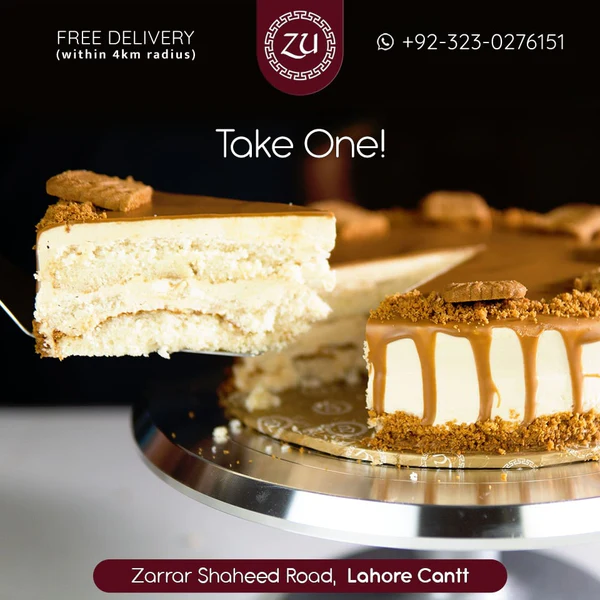 FREE DELIVERY
(within 4km radius)
ZU
+92-323-0276151
Take One!
Zarrar Shaheed Road, Lahore Cantt